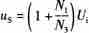 u_S = (1 + N_1/N_3) U_i